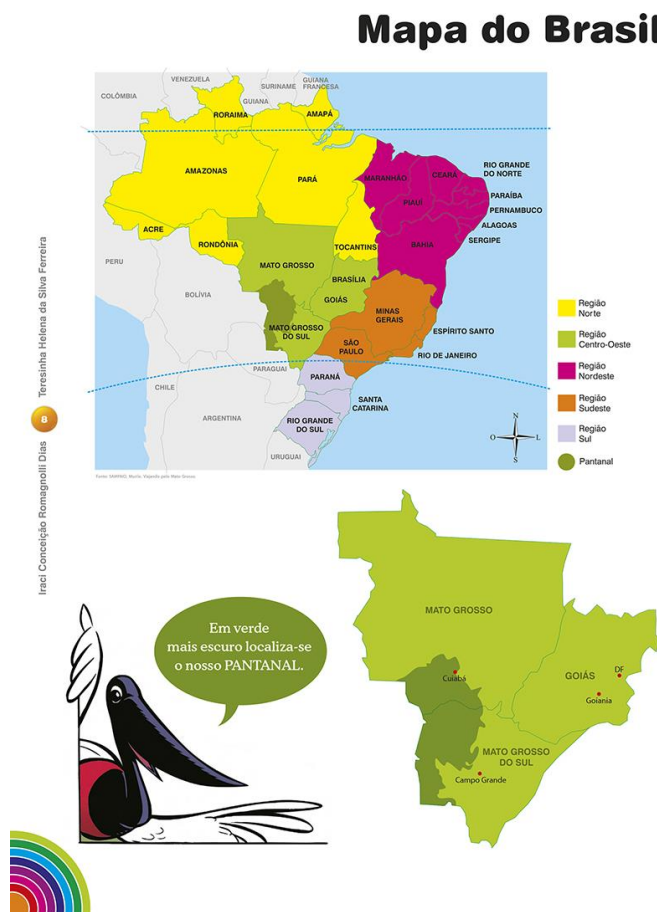 Mapa do Brasil
VENEZUELA
GUIANA
FRANCESA
SURINAME
COLÔMBIA
GUIANA
RORAIMA
AMAPÁ
AMAZONAS
PARÁ
MARANHÃO
CEARÁ
RIO GRANDE
DO NORTE
PIAUÍ
PARAÍBA
PERNAMBUCO
ALAGOAS
SERGIPE
ACRE
RONDÔNIA
TOCANTINS
BAHIA
PERU
MATO GROSSO
BRASÍLIA
GOIÁS
BOLÍVIA
MINAS
GERAIS
MATO GROSSO
DO SUL
ESPÍRITO SANTO
SÃO
PAULO
RIO DE JANEIRO
PARAGUAI
PARANÁ
CHILE
SANTA
CATARINA
ARGENTINA
RIO GRANDE
DO SUL
URUGUAI
N
O
L
S
Região
Norte
Região
Centro-Oeste
Região
Nordeste
Região
Sudeste
Região
Sul
Pantanal
Teresinha Helena da Silva Ferreira
8
Iraci Conceição Romagnolli Dias
Em verde
mais escuro localiza-se
o nosso PANTANAL.
MATO GROSSO
Cuiabá
GOIÁS
DF
Goiania
MATO GROSSO
DO SUL
Campo Grande